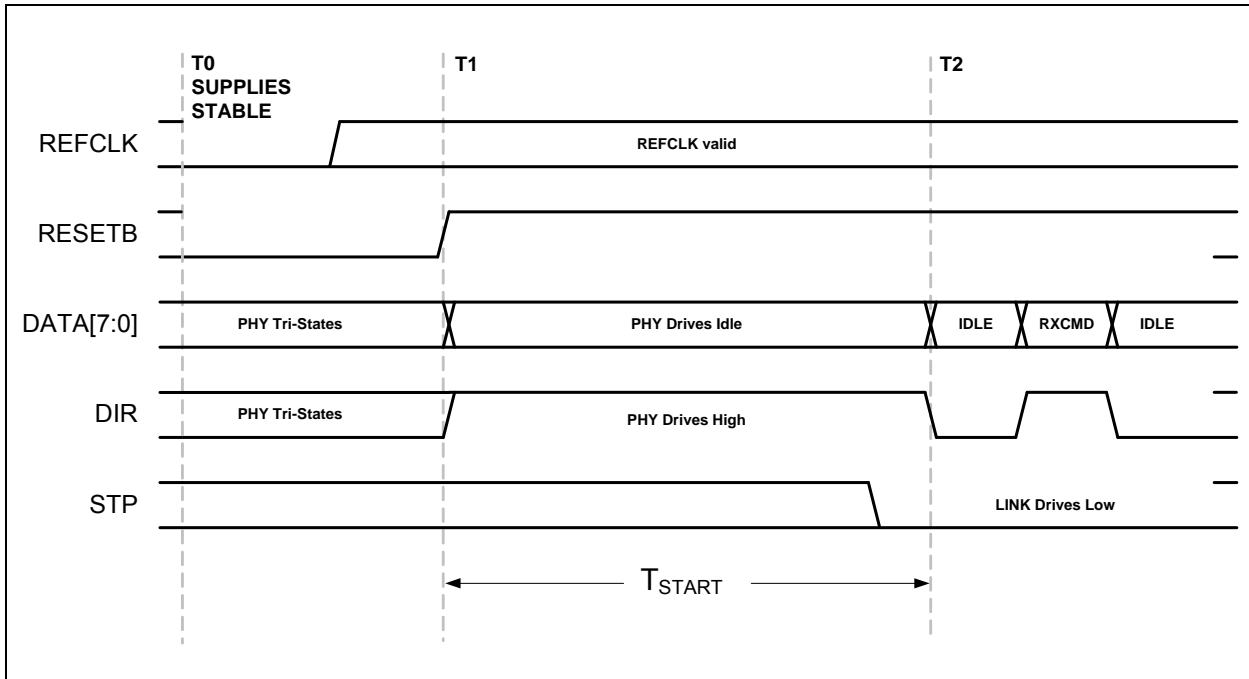 T0 T1 T2
SUPPLIES
STABLE
REFCLK REFCLK valid
RESETB
DATA[7:0] PHY Tri-States PHY Drives Idle IDLE RXCMD IDLE
DIR PHY Tri-States PHY Drives High
STP LINK Drives Low
TSTART